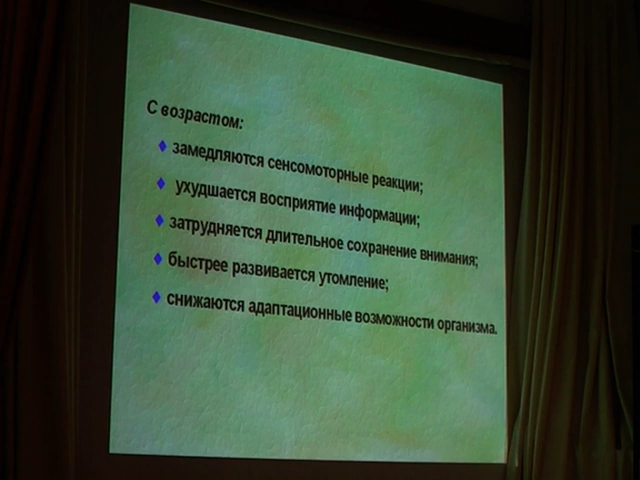 С возрастом:
замедляются сенсомоторные реакции;
ухудшается восприятие информации;
затрудняется длительное сохранение внимания;
быстрее развивается утомление;
снижаются адаптационные возможности организма.